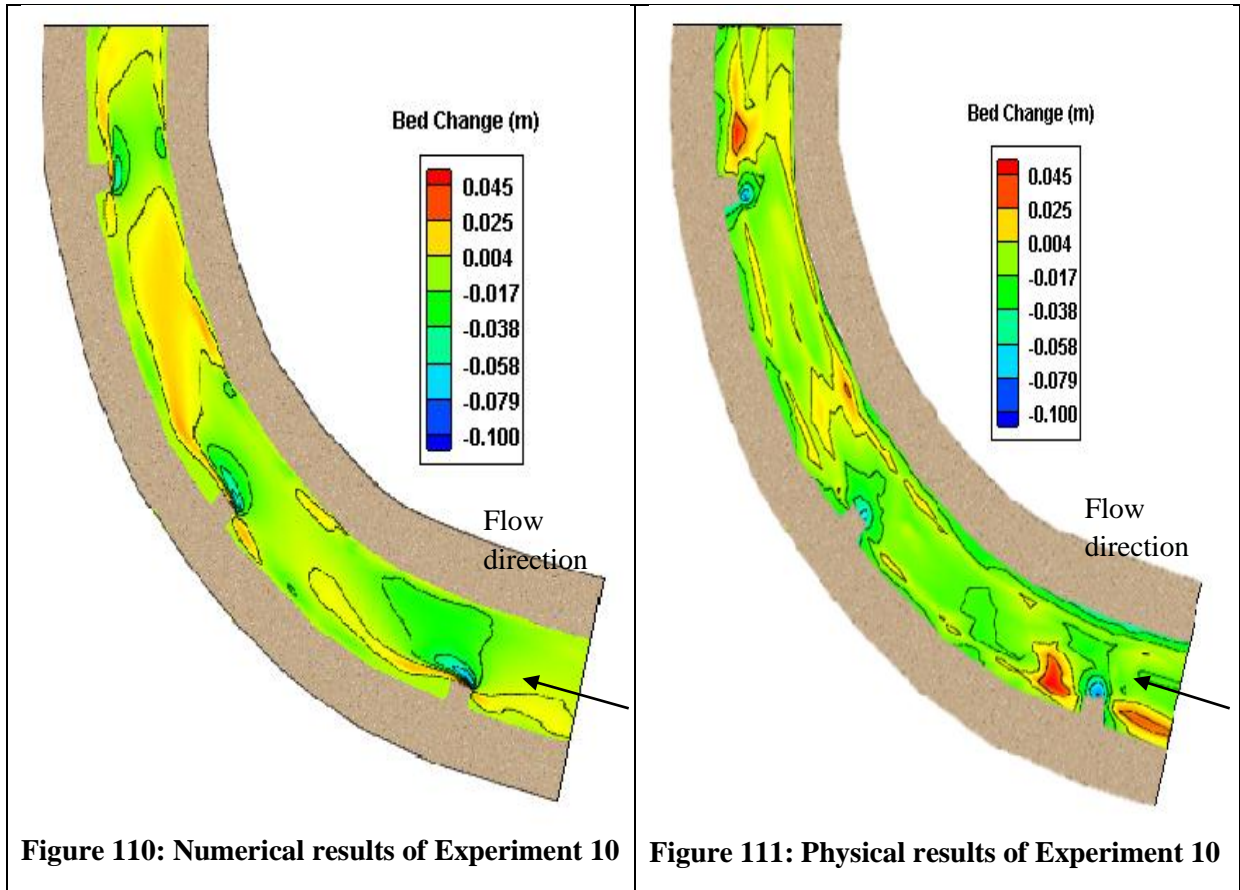 Bed Change (m)
0.045
0.025
0.004
-0.017
-0.038
-0.058
-0.079
-0.100
Flow
direction
Figure 110: Numerical results of Experiment 10
Bed Change (m)
0.045
0.025
0.004
-0.017
-0.038
-0.058
-0.079
-0.100
Flow
direction
Figure 111: Physical results of Experiment 10